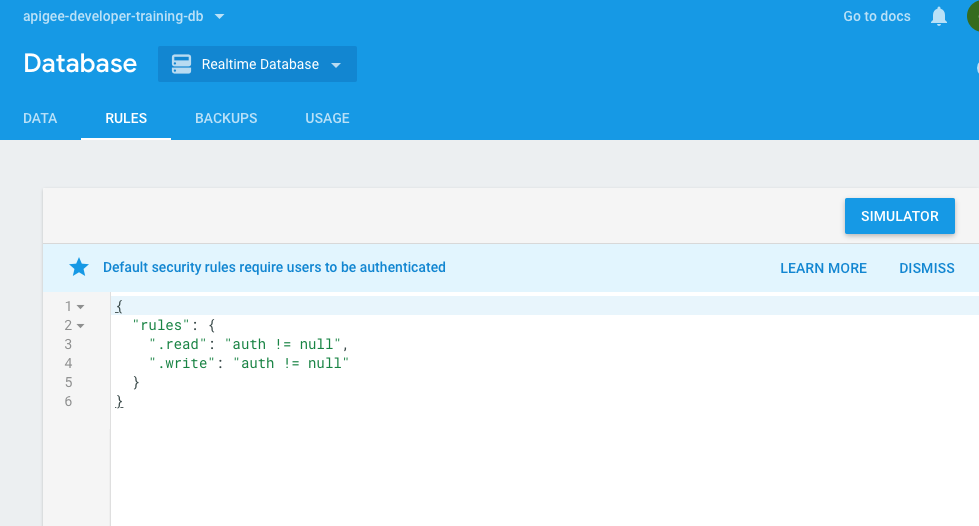 apigee-developer-training-db
Go to docs
Database
Realtime Database
DATA RULES BACKUPS USAGE
SIMULATOR
Default security rules require users to be authenticated
LEARN MORE DISMISS
1 {
2 "rules": {
3 ".read": "auth != null",
4 ".write": "auth != null"
5 }
6 }